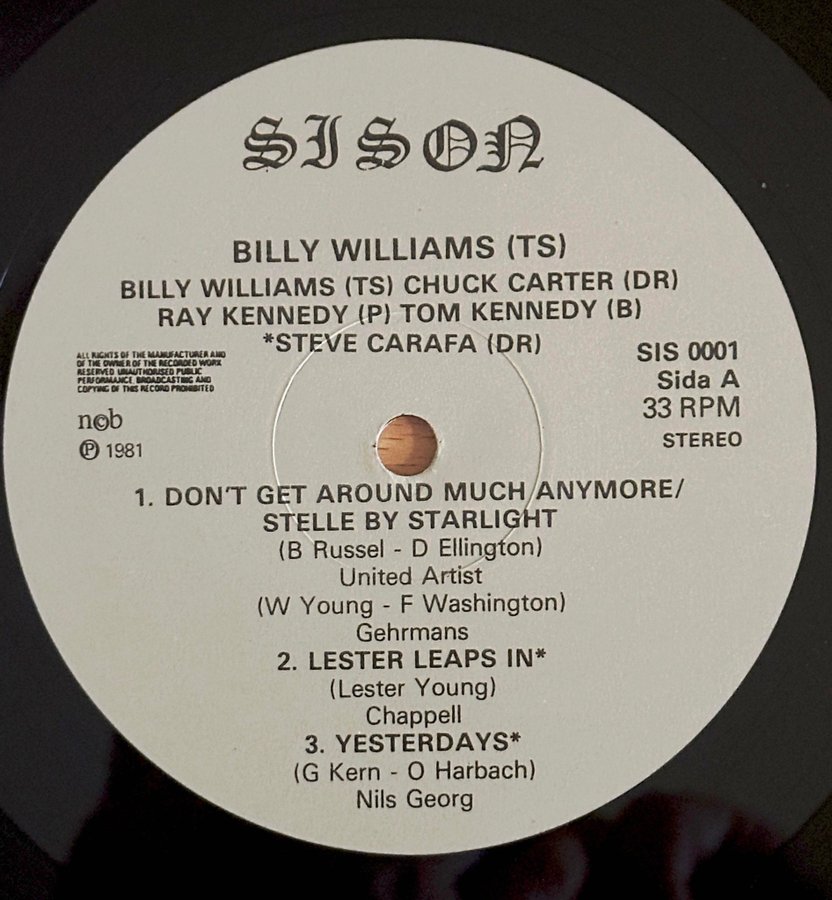 SISON
BILLY WILLIAMS (TS)
BILLY WILLIAMS (TS) CHUCK CARTER (DR)
RAY KENNEDY (P) TOM KENNEDY (B)
*STEVE CARAFA (DR)
ALL RIGHTS OF THE MANUFACTURER AND
OF THE OWNER OF THE RECORDED WORK
RESERVED UNAUTHORISED PUBLIC
PERFORMANCE, BROADCASTING AND
COPYING OF THIS RECORD PROHIBITED
n©b
Ⓟ 1981
SIS 0001
Sida A
33 RPM
STEREO
1. DON'T GET AROUND MUCH ANYMORE/
STELLE BY STARLIGHT
(B Russel - D Ellington)
United Artist
(W Young - F Washington)
Gehrmans
2. LESTER LEAPS IN*
(Lester Young)
Chappell
3. YESTERDAYS*
(G Kern - O Harbach)
Nils Georg